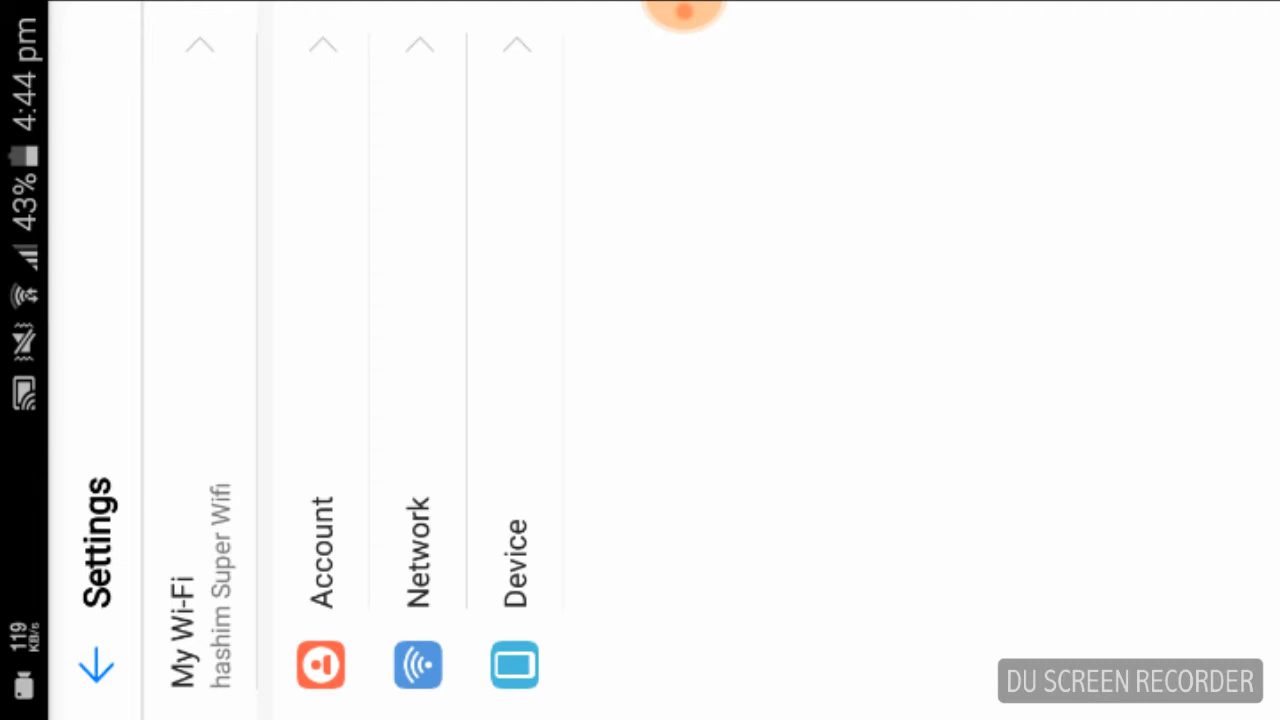 119
KB/s
43%
4:44 pm
Settings
My Wi-Fi
hashim Super Wifi
Account
Network
Device
DU SCREEN RECORDER